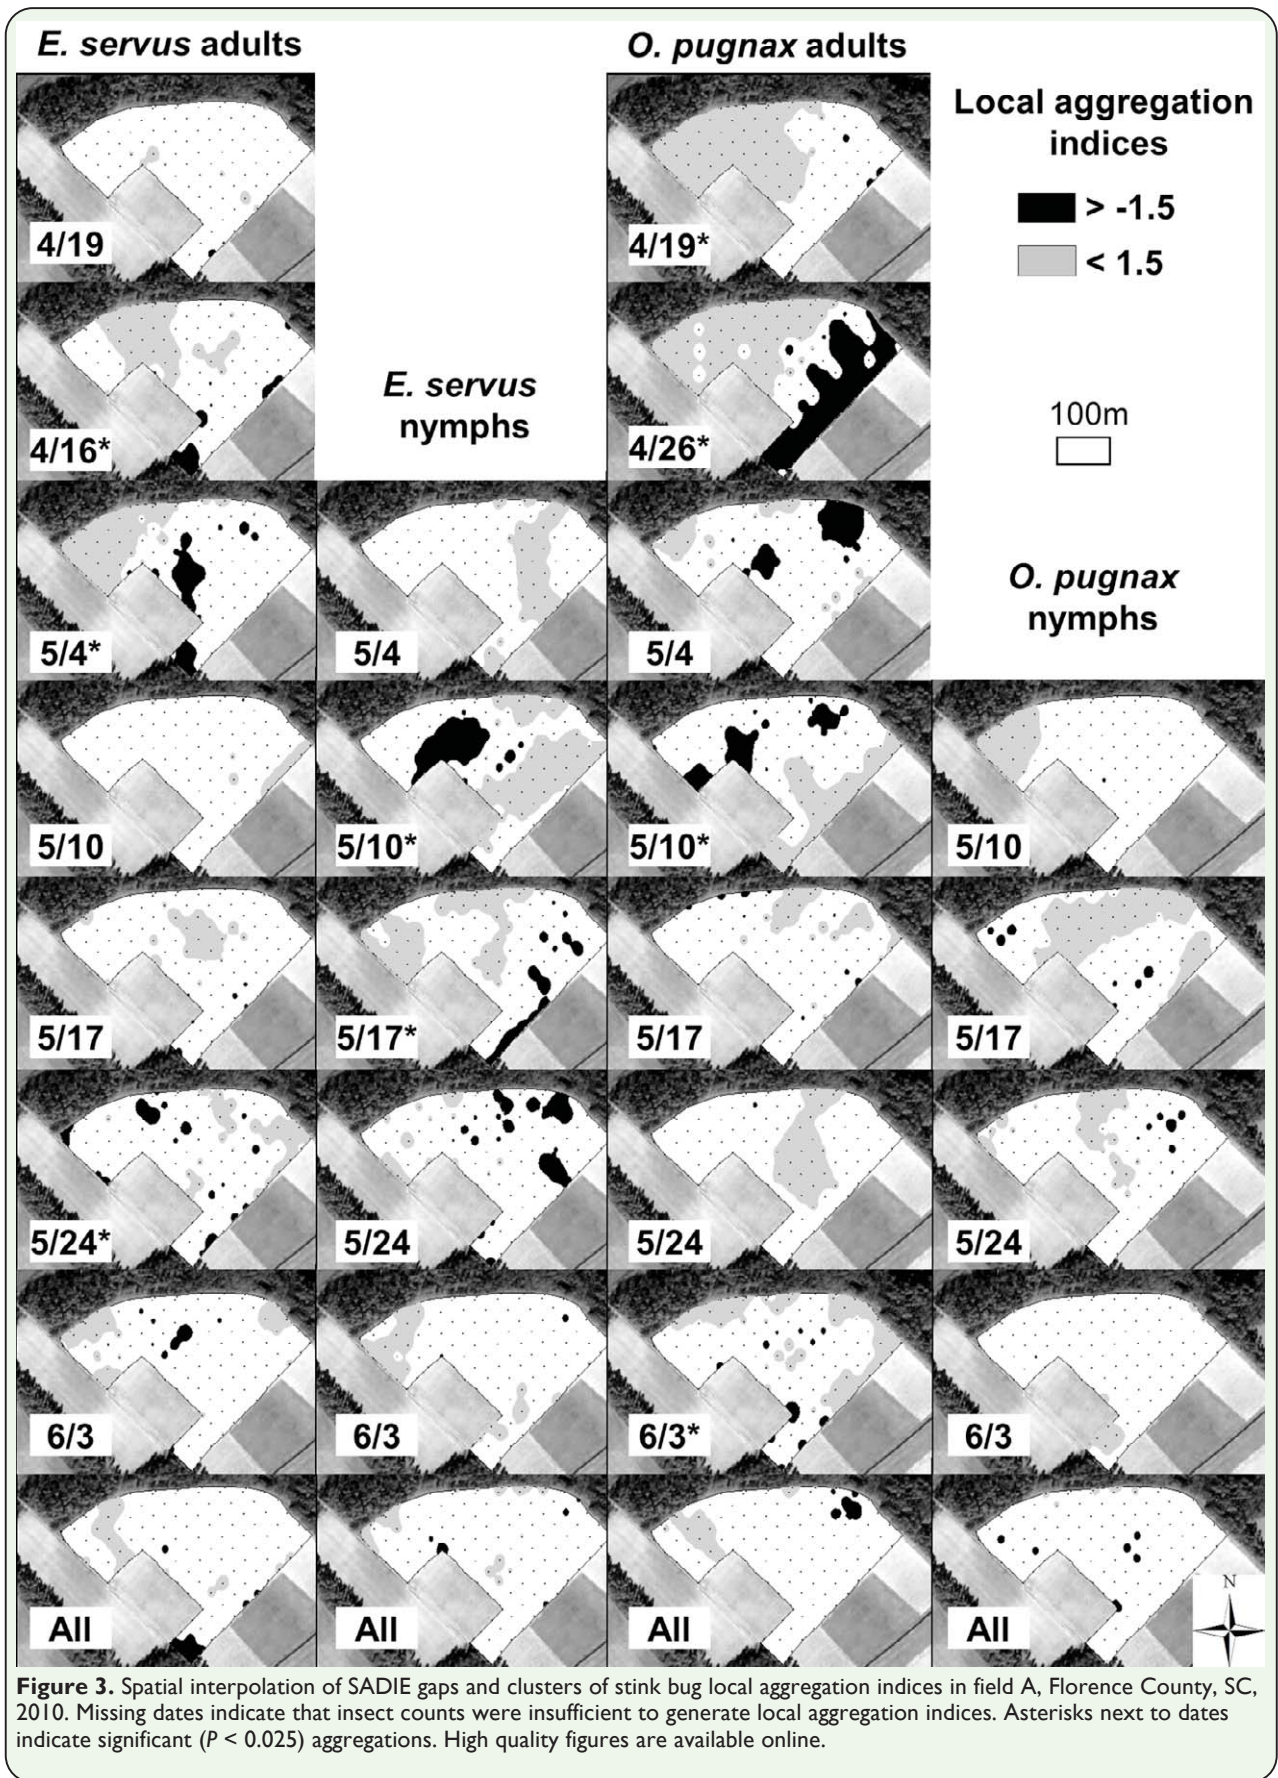 E. servus adults
O. pugnax adults
Local aggregation
indices
> -1.5
< 1.5
4/19
4/19*
4/16*
E. servus
nymphs
4/26*
100m
5/4*
5/4
5/4
O. pugnax
nymphs
5/10
5/10*
5/10*
5/10
5/17
5/17*
5/17
5/17
5/24*
5/24
5/24
5/24
6/3
6/3
6/3*
6/3
All
All
All
All
N
Figure 3. Spatial interpolation of SADIE gaps and clusters of stink bug local aggregation indices in field A, Florence County, SC,
2010. Missing dates indicate that insect counts were insufficient to generate local aggregation indices. Asterisks next to dates
indicate significant (P < 0.025) aggregations. High quality figures are available online.